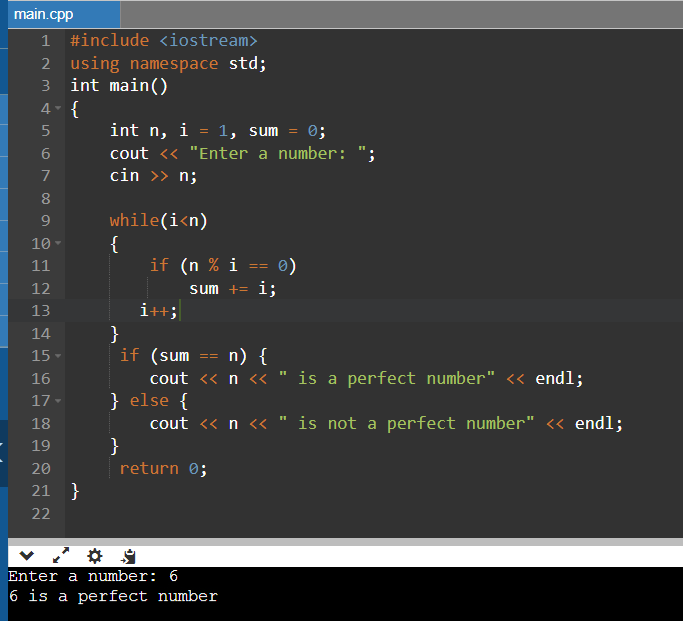 main.cpp
1 #include <iostream>
2 using namespace std;
3 int main()
4 {
5     int n, i = 1, sum = 0;
6     cout << "Enter a number: ";
7     cin >> n;
8
9     while(i<n)
10     {
11         if (n % i == 0)
12             sum += i;
13        i++;
14     }
15      if (sum == n) {
16         cout << n << " is a perfect number" << endl;
17     } else {
18         cout << n << " is not a perfect number" << endl;
19     }
20      return 0;
21 }
22
Enter a number: 6
6 is a perfect number